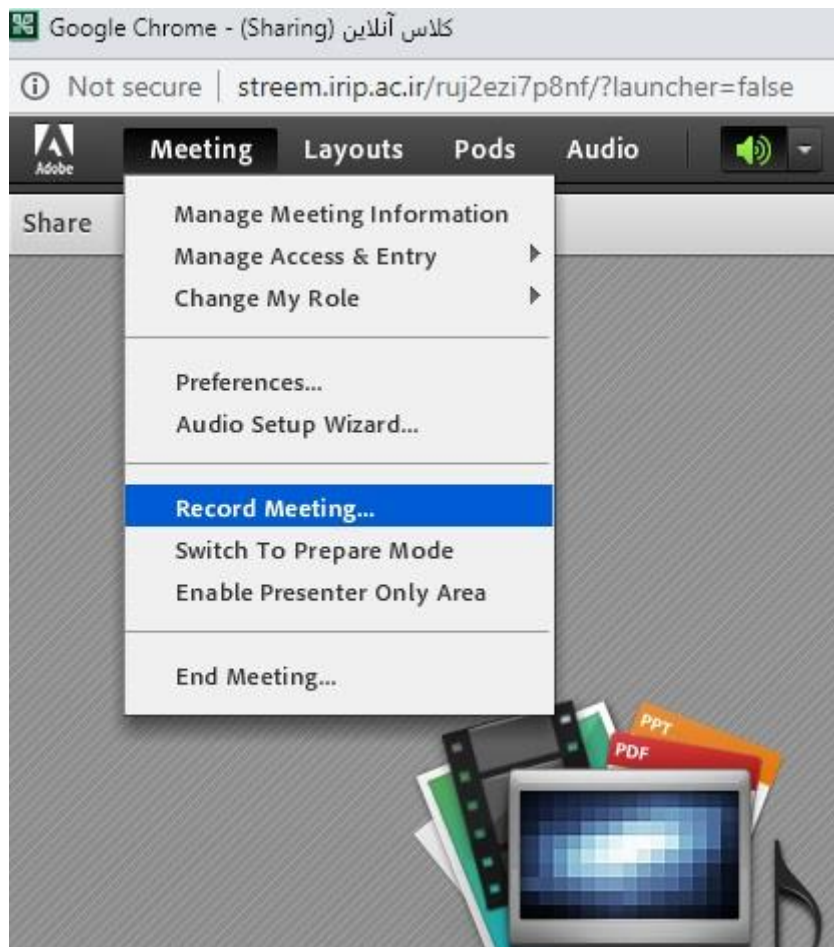 کلاس آنلاین (Sharing) - Google Chrome
Not secure | streem.irip.ac.ir/ruj2ezi7p8nf/?launcher=false
Adobe Meeting Layouts Pods Audio
Share
Manage Meeting Information
Manage Access & Entry
Change My Role
Preferences...
Audio Setup Wizard...
Record Meeting...
Switch To Prepare Mode
Enable Presenter Only Area
End Meeting...
PPT
PDF